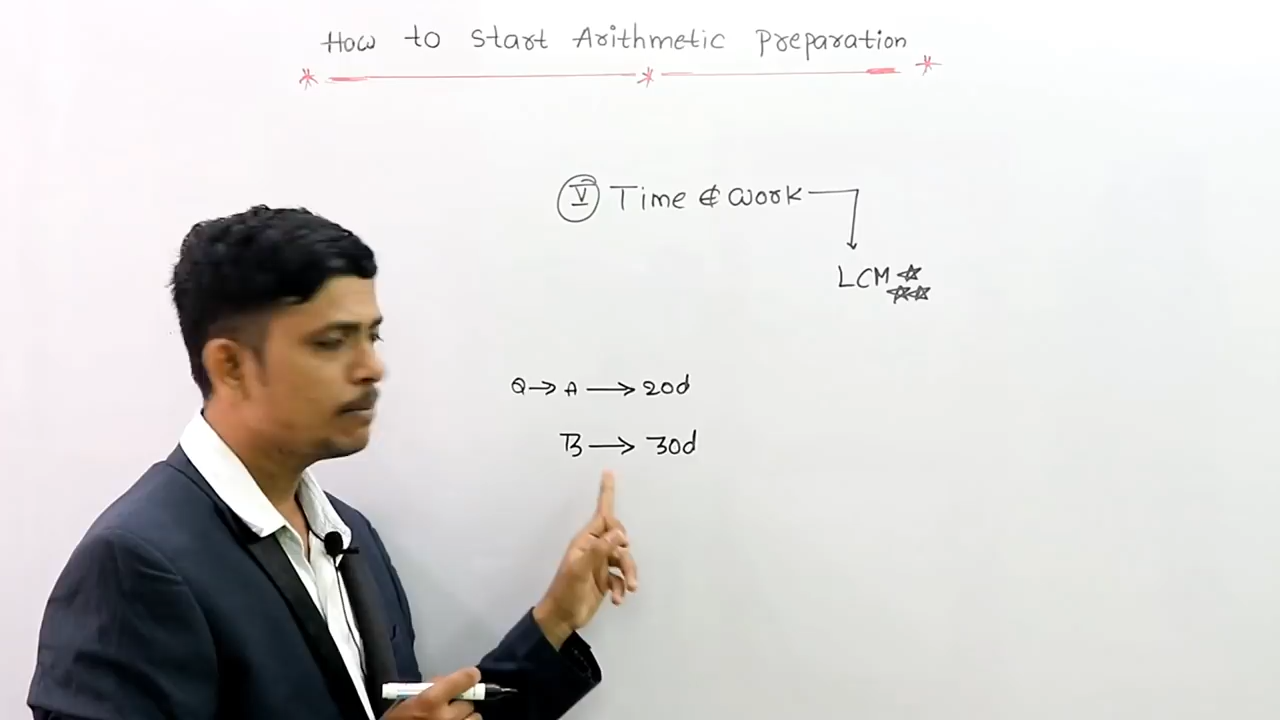 How to Start Arithmetic Preparation
V Time & Work
LCM
Q → A → 20d
B → 30d